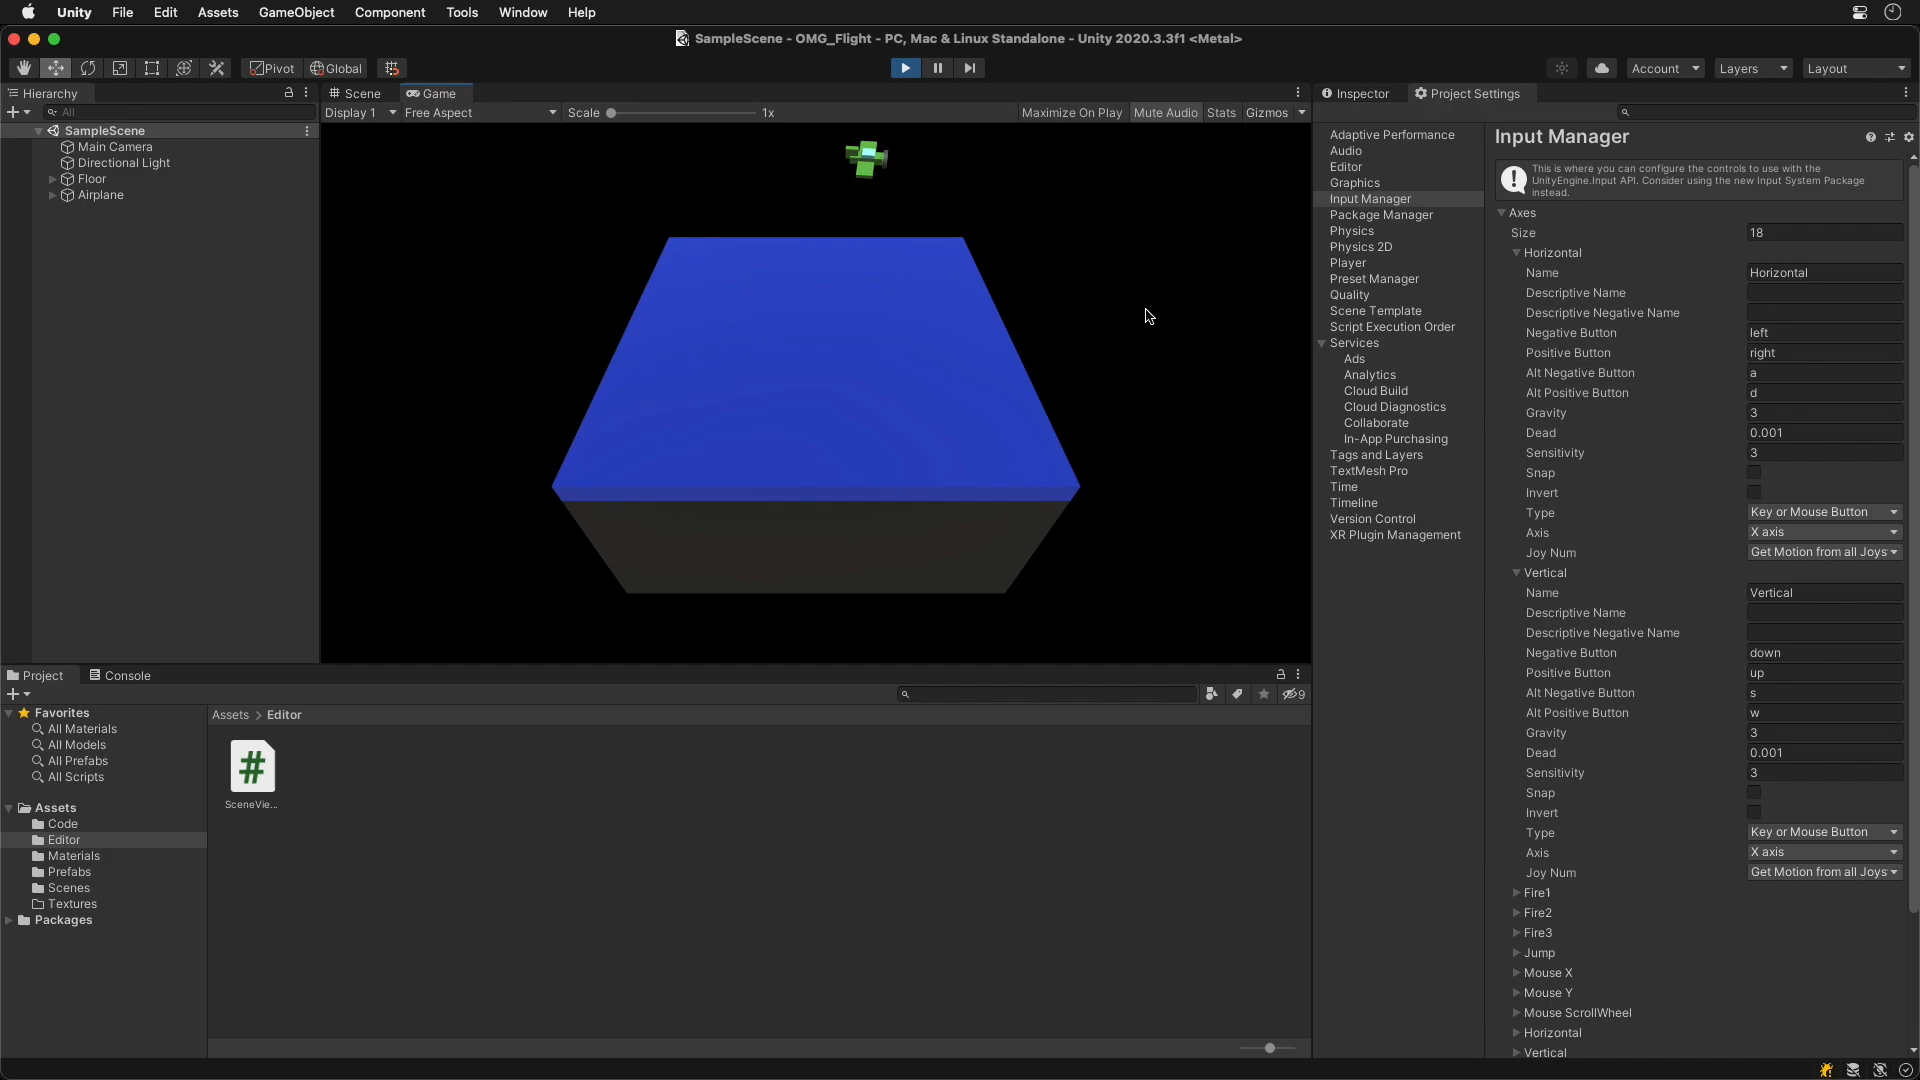 Unity File Edit Assets GameObject Component Tools Window Help
SampleScene - OMG_Flight - PC, Mac & Linux Standalone - Unity 2020.3.3f1 <Metal>
Pivot Global
Account Layers Layout
Hierarchy
All
SampleScene
Main Camera
Directional Light
Floor
Airplane
Scene Game
Display 1 Free Aspect Scale 1x Maximize On Play Mute Audio Stats Gizmos
Project Console
9
Favorites
All Materials
All Models
All Prefabs
All Scripts
Assets
Code
Editor
Materials
Prefabs
Scenes
Textures
Packages
Assets > Editor
#
SceneVie...
Inspector Project Settings
Adaptive Performance
Audio
Editor
Graphics
Input Manager
Package Manager
Physics
Physics 2D
Player
Preset Manager
Quality
Scene Template
Script Execution Order
Services
Ads
Analytics
Cloud Build
Cloud Diagnostics
Collaborate
In-App Purchasing
Tags and Layers
TextMesh Pro
Time
Timeline
Version Control
XR Plugin Management
Input Manager
This is where you can configure the controls to use with the
UnityEngine.Input API. Consider using the new Input System Package
instead.
Axes
Size 18
Horizontal
Name Horizontal
Descriptive Name
Descriptive Negative Name
Negative Button left
Positive Button right
Alt Negative Button a
Alt Positive Button d
Gravity 3
Dead 0.001
Sensitivity 3
Snap
Invert
Type Key or Mouse Button
Axis X axis
Joy Num Get Motion from all Joys
Vertical
Name Vertical
Descriptive Name
Descriptive Negative Name
Negative Button down
Positive Button up
Alt Negative Button s
Alt Positive Button w
Gravity 3
Dead 0.001
Sensitivity 3
Snap
Invert
Type Key or Mouse Button
Axis X axis
Joy Num Get Motion from all Joys
Fire1
Fire2
Fire3
Jump
Mouse X
Mouse Y
Mouse ScrollWheel
Horizontal
Vertical